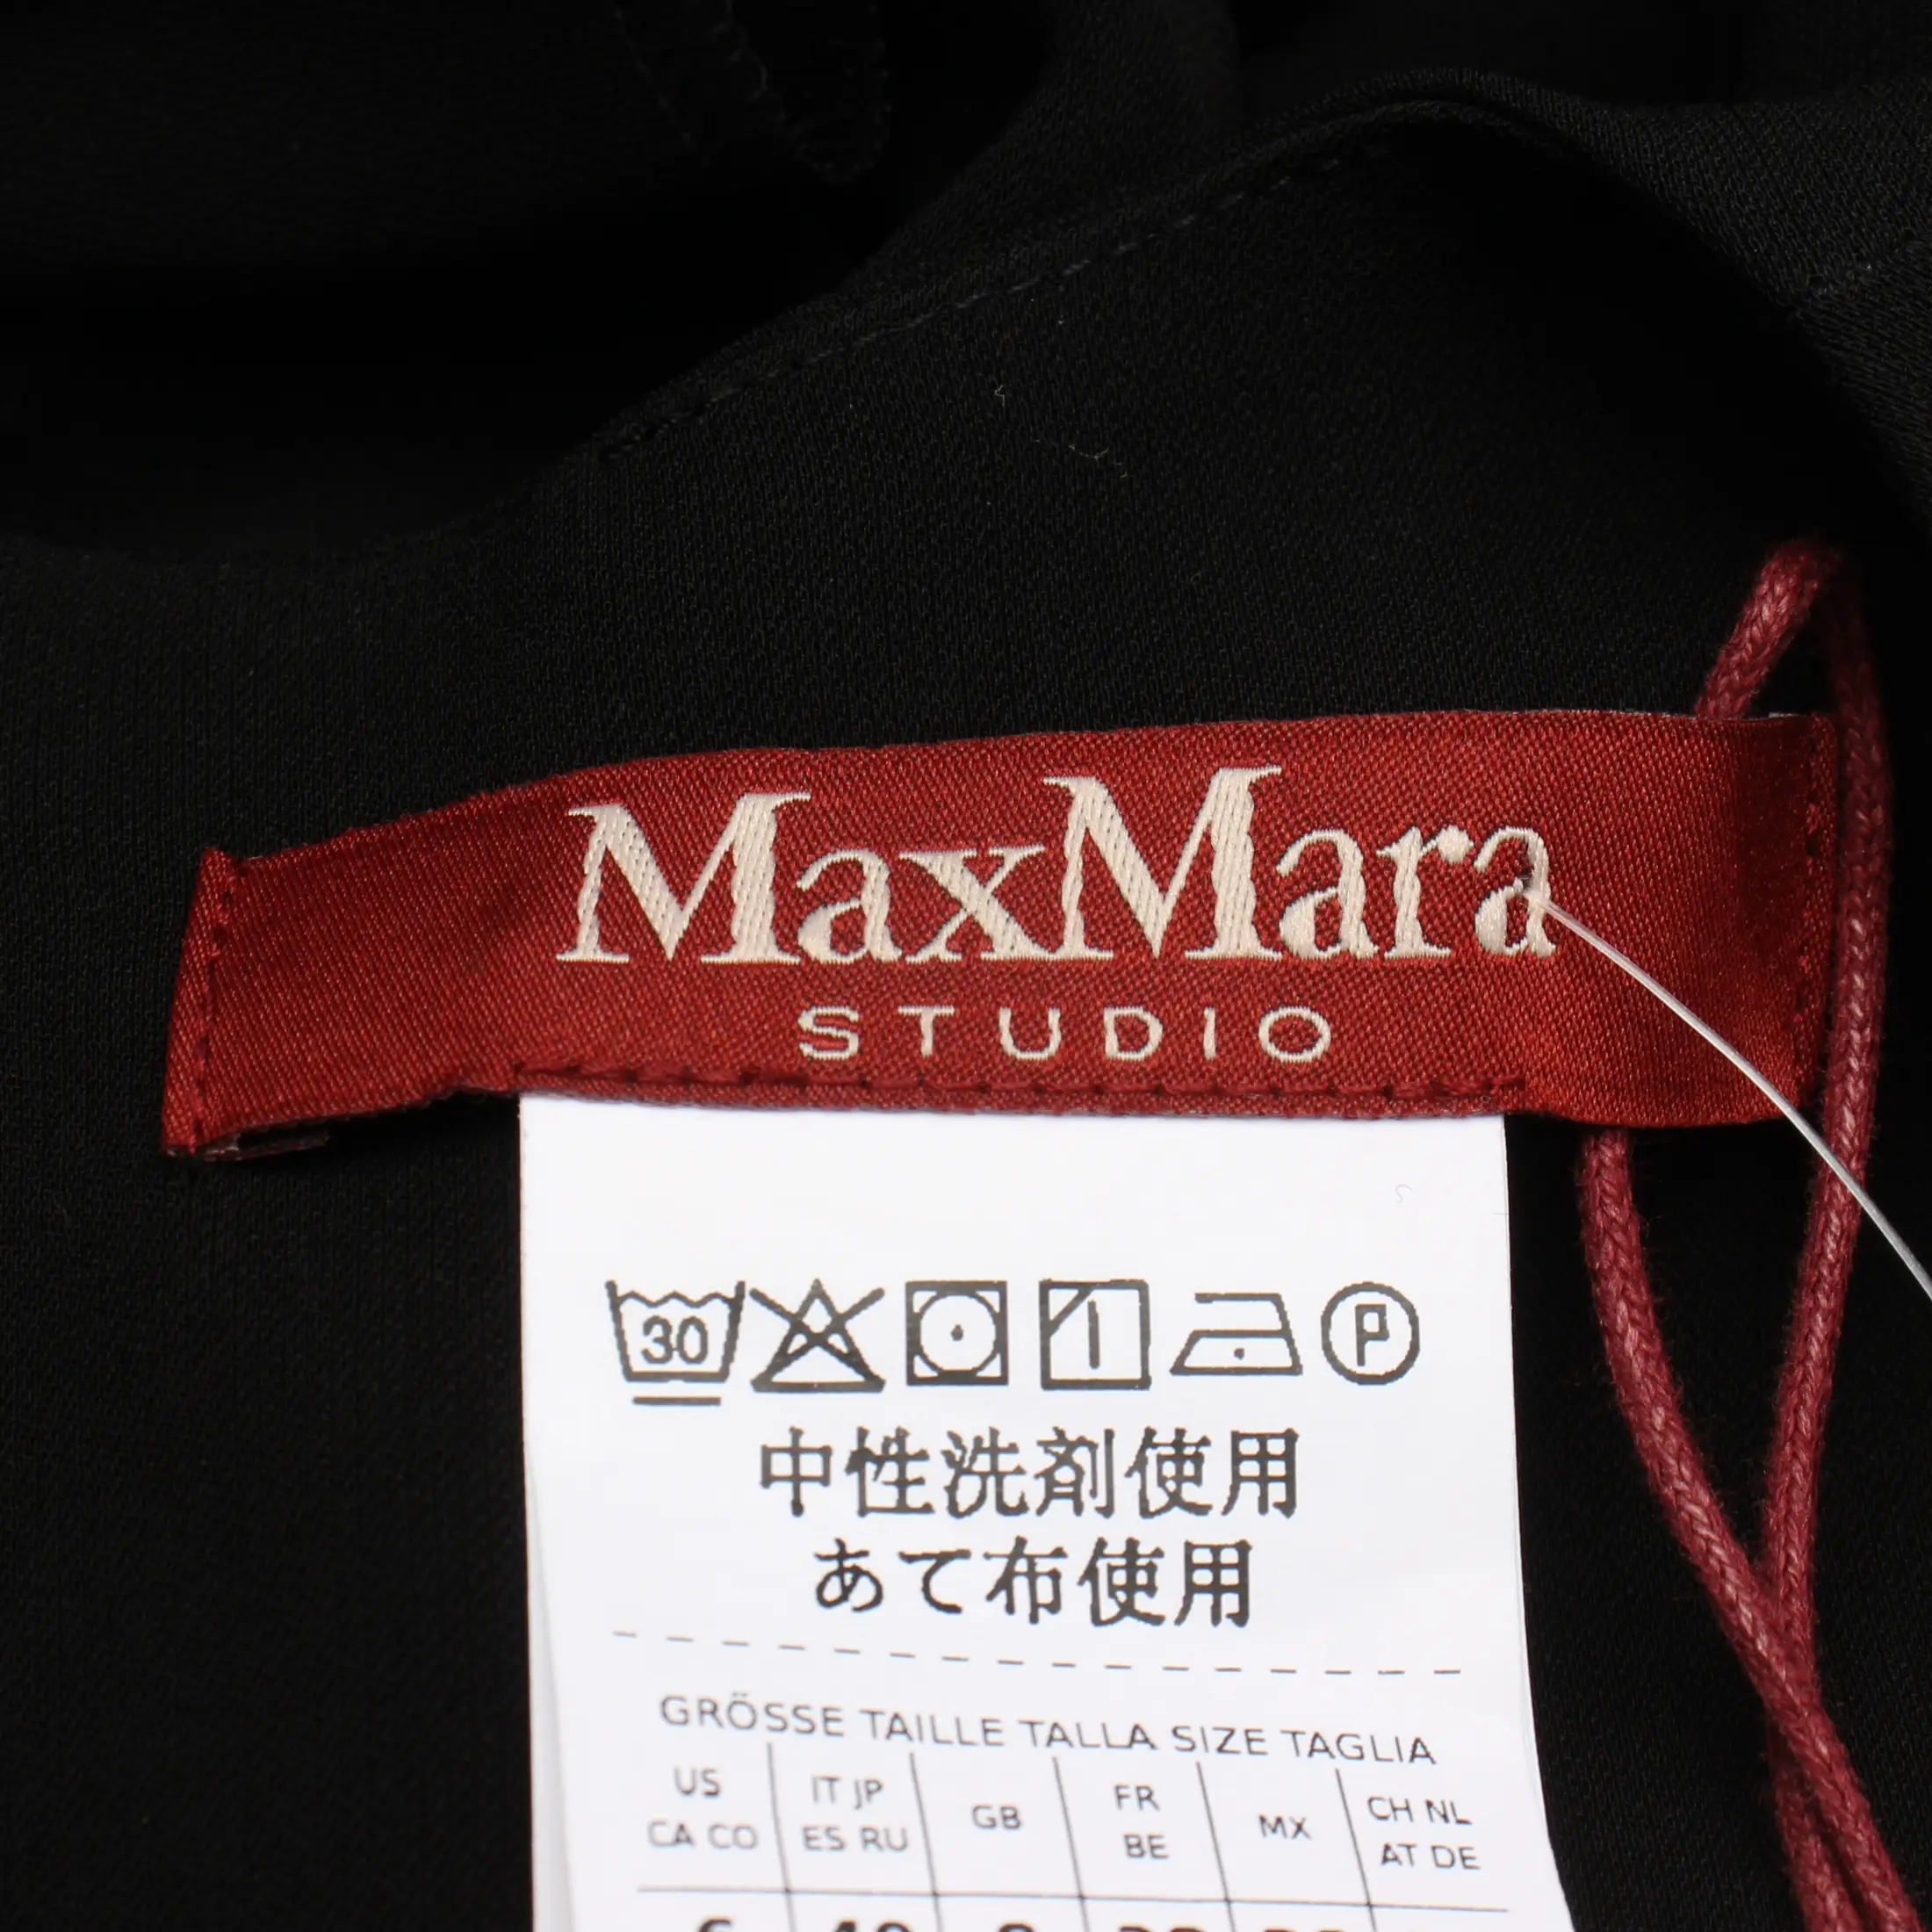 MaxMara
STUDIO
30 P
中性洗剤使用
あて布使用
GRÖSSE TAILLE TALLA SIZE TAGLIA
US IT JP GB FR MX CH NL
CA CO ES RU BE AT DE